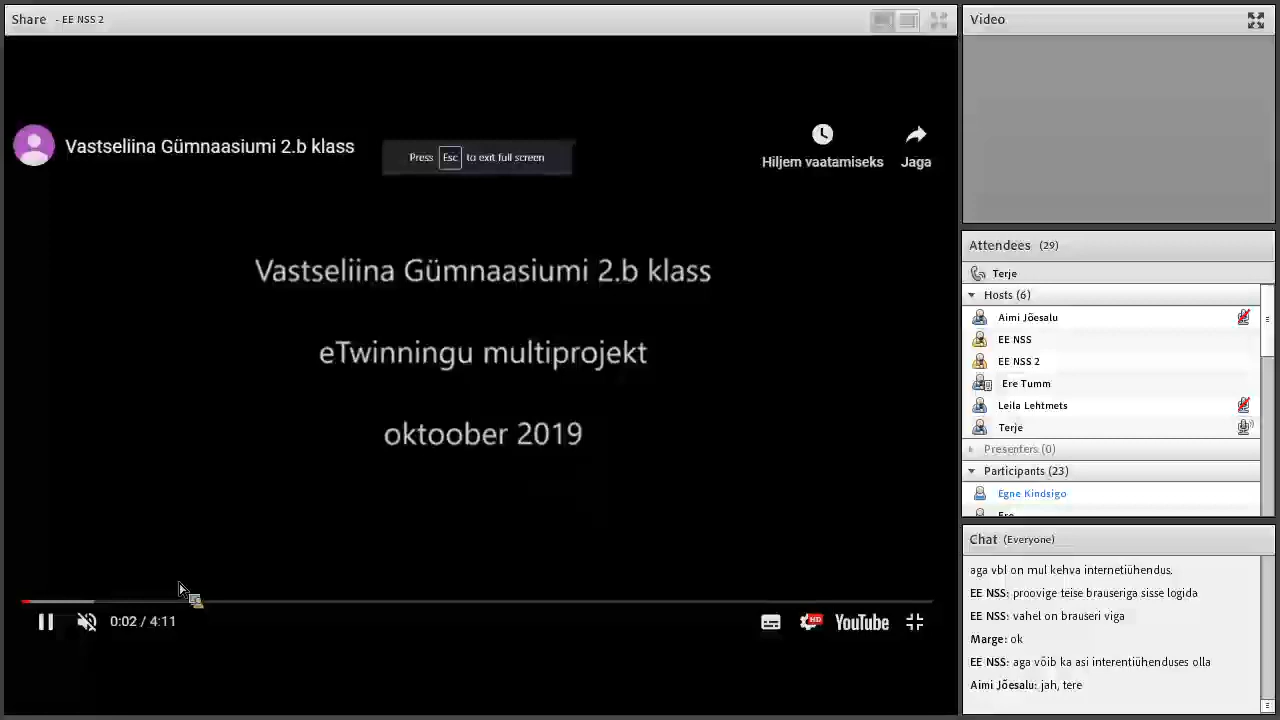 Share - EE NSS 2
Vastseliina Gümnaasiumi 2.b klass
Press Esc to exit full screen
Hiljem vaatamiseks
Jaga
Vastseliina Gümnaasiumi 2.b klass
eTwinningu multiprojekt
oktoober 2019
0:02 / 4:11
HD
YouTube
Video
Attendees (29)
Terje
Hosts (6)
Aimi Jõesalu
EE NSS
EE NSS 2
Ere Tumm
Leila Lehtmets
Terje
Presenters (0)
Participants (23)
Egne Kindsigo
Chat (Everyone)
aga vbl on mul kehva internetiühendus.
EE NSS: proovige teise brauseriga sisse logida
EE NSS: vahel on brauseri viga
Marge: ok
EE NSS: aga võib ka asi interentiühenduses olla
Aimi Jõesalu: jah, tere